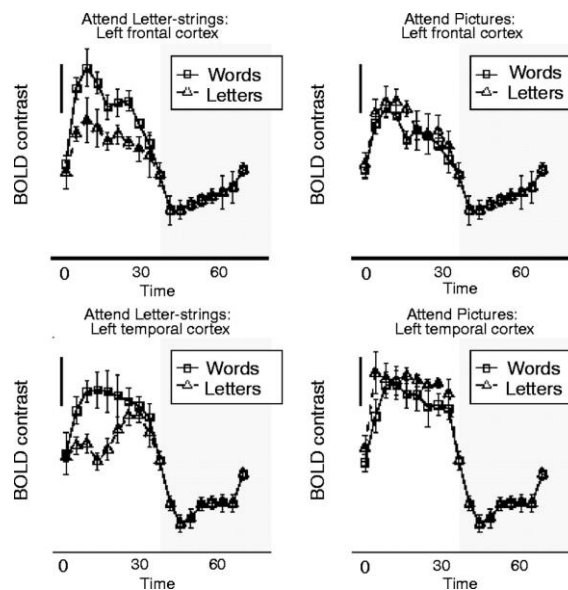 Attend Letter-strings:
Left frontal cortex
BOLD contrast
Words
Letters
0 30 60
Time
Attend Pictures:
Left frontal cortex
BOLD contrast
Words
Letters
0 30 60
Time
Attend Letter-strings:
Left temporal cortex
BOLD contrast
Words
Letters
0 30 60
Time
Attend Pictures:
Left temporal cortex
BOLD contrast
Words
Letters
0 30 60
Time